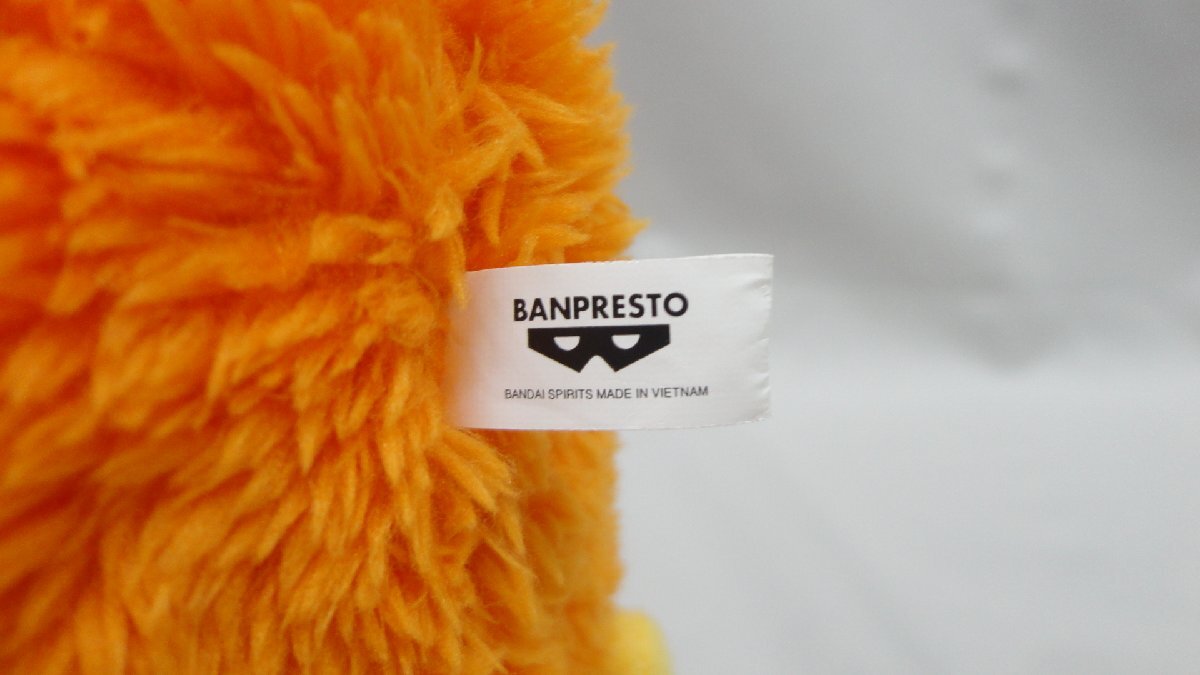 BANPRESTO
BANDAI SPIRITS MADE IN VIETNAM